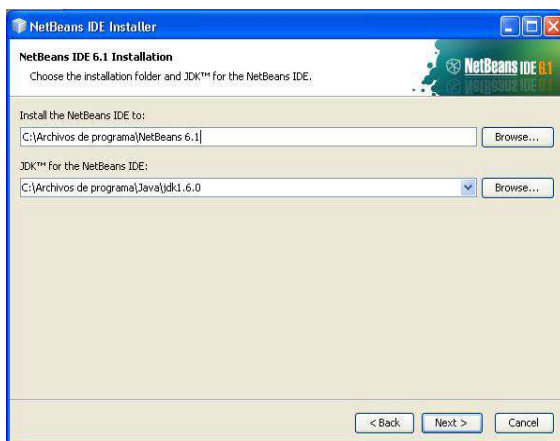 NetBeans IDE Installer
NetBeans IDE 6.1 Installation
Choose the installation folder and JDK™ for the NetBeans IDE.
NetBeans IDE 6.1
Install the NetBeans IDE to:
C:\Archivos de programa\NetBeans 6.1
Browse...
JDK™ for the NetBeans IDE:
C:\Archivos de programa\Java\jdk1.6.0
Browse...
< Back
Next >
Cancel